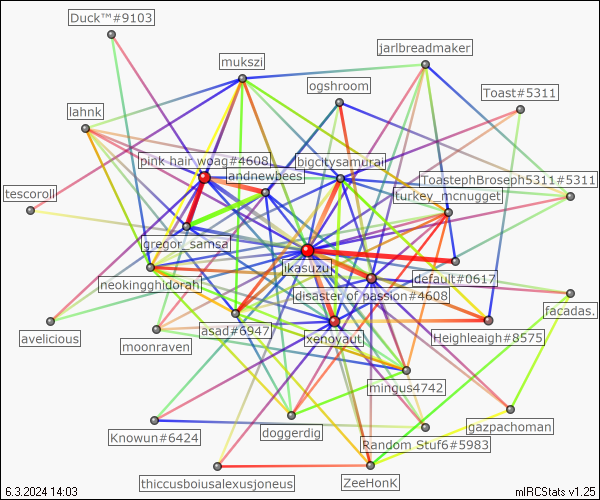 Duck™#9103
jarlbreadmaker
mukszi
ogshroom
Toast#5311
lahnk
pink hair woag#4608
bigcitysamurai
andnewbees
ToastephBroseph5311#5311
tescoroll
turkey_mcnugget
gregor_samsa
ikasuzuk
default#0617
neokingghidorah
disaster of passion#4608
facadas.
asad#6947
xenoyaut
Heighleaigh#8575
avelicious
moonraven
mingus4742
gazpachoman
Knowun#6424
doggerdig
Random Stuf6#5983
thiccusboiusalexusjoneus
ZeeHonK
6.3.2024 14:03
mIRCStats v1.25